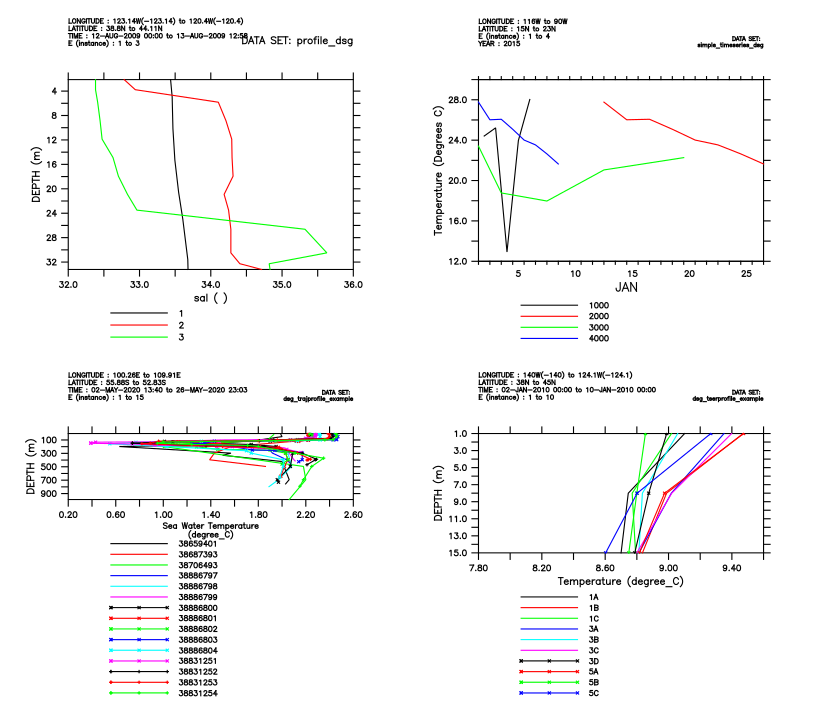 LONGITUDE : 123.14W(-123.14) to 120.4W(-120.4)
LATITUDE : 38.8N to 44.11N
TIME : 12-AUG-2009 00:00 to 13-AUG-2009 12:58
E (instance) : 1 to 3
DATA SET: profile_dsg
4
8
12
16
20
24
28
32
DEPTH (m)
32.0 33.0 34.0 35.0 36.0
sal ( )
1
2
3
LONGITUDE : 116W to 90W
LATITUDE : 15N to 23N
E (instance) : 1 to 4
YEAR : 2015
DATA SET:
simple_timeseries_dsg
28.0
24.0
20.0
16.0
12.0
Temperature (Degrees C)
5 10 15 20 25
JAN
1000
2000
3000
4000
LONGITUDE : 100.26E to 109.91E
LATITUDE : 55.88S to 52.83S
TIME : 02-MAY-2020 13:40 to 26-MAY-2020 23:03
E (instance) : 1 to 15
DATA SET:
dsg_trajprofile_example
100
300
500
700
900
DEPTH (m)
0.20 0.60 1.00 1.40 1.80 2.20 2.60
Sea Water Temperature
(degree_C)
38659401
38687393
38706493
38886797
38886798
38886799
38886800
38886801
38886802
38886803
38886804
38831251
38831252
38831253
38831254
LONGITUDE : 140W(-140) to 124.1W(-124.1)
LATITUDE : 38N to 45N
TIME : 02-JAN-2010 00:00 to 10-JAN-2010 00:00
E (instance) : 1 to 10
DATA SET:
dsg_tserprofile_example
1.0
3.0
5.0
7.0
9.0
11.0
13.0
15.0
DEPTH (m)
7.80 8.20 8.60 9.00 9.40
Temperature (degree_C)
1A
1B
1C
3A
3B
3C
3D
5A
5B
5C